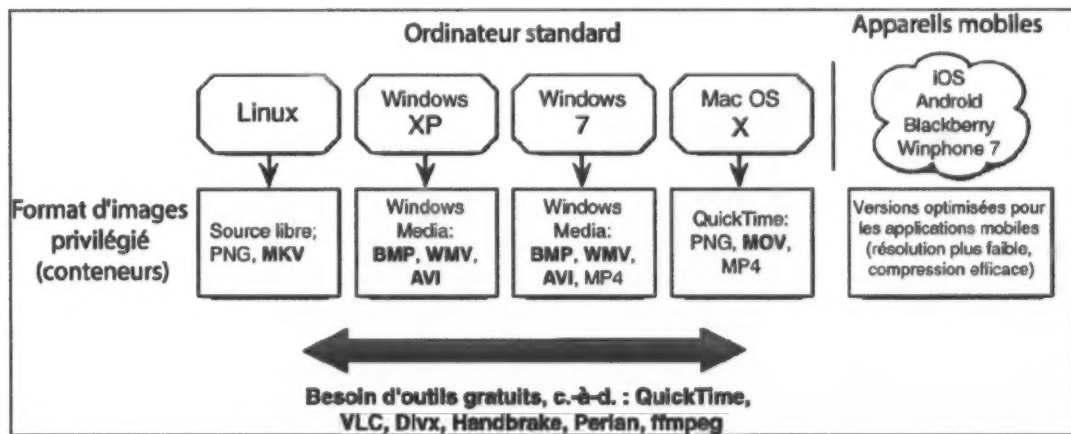 Ordinateur standard
Appareils mobiles
Linux
Windows
XP
Windows
7
Mac OS
X
iOS
Android
Blackberry
Winphone 7
Format d'images
privilégié
(conteneurs)
Source libre;
PNG, MKV
Windows
Media:
BMP, WMV,
AVI
Windows
Media:
BMP, WMV,
AVI, MP4
QuickTime:
PNG, MOV,
MP4
Versions optimisées pour
les applications mobiles
(résolution plus faible,
compression efficace)
Besoin d'outils gratuits, c.-à-d. : QuickTime,
VLC, Divx, Handbrake, Perian, ffmpeg